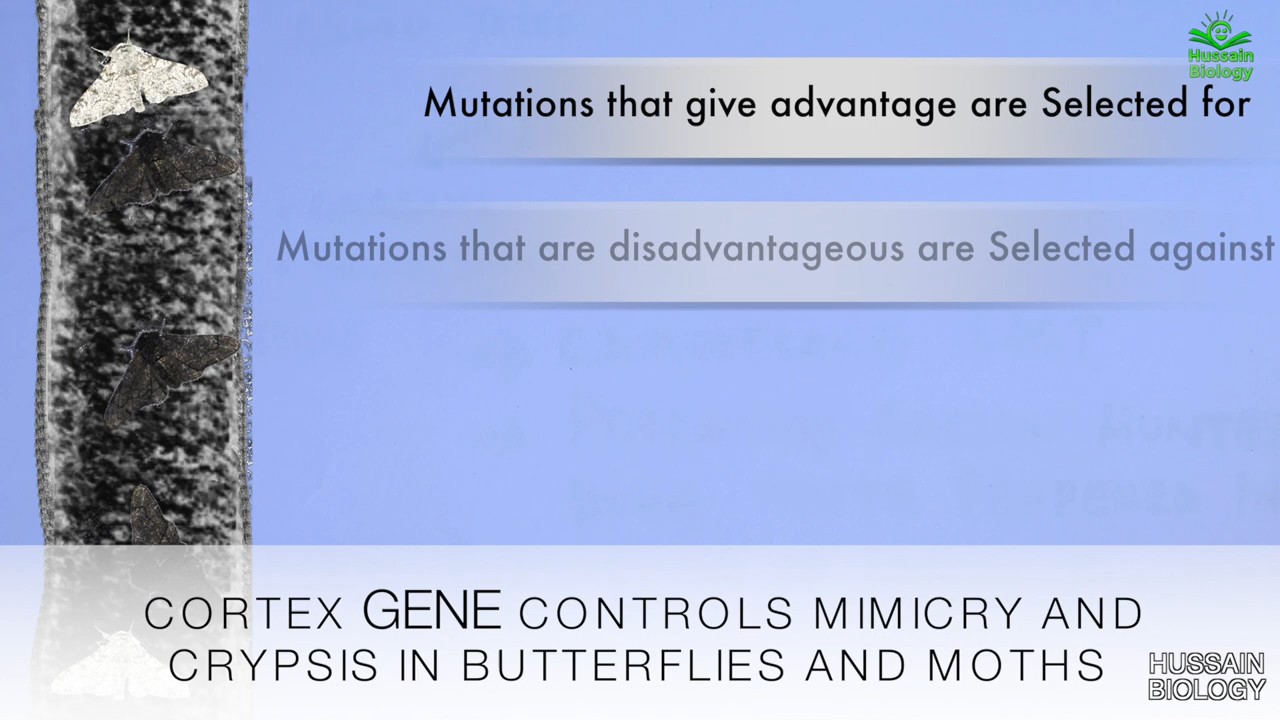 Hussain
Biology
Mutations that give advantage are Selected for
Mutations that are disadvantageous are Selected against
CORTEX GENE CONTROLS MIMICRY AND
CRYPSIS IN BUTTERFLIES AND MOTHS
HUSSAIN
BIOLOGY